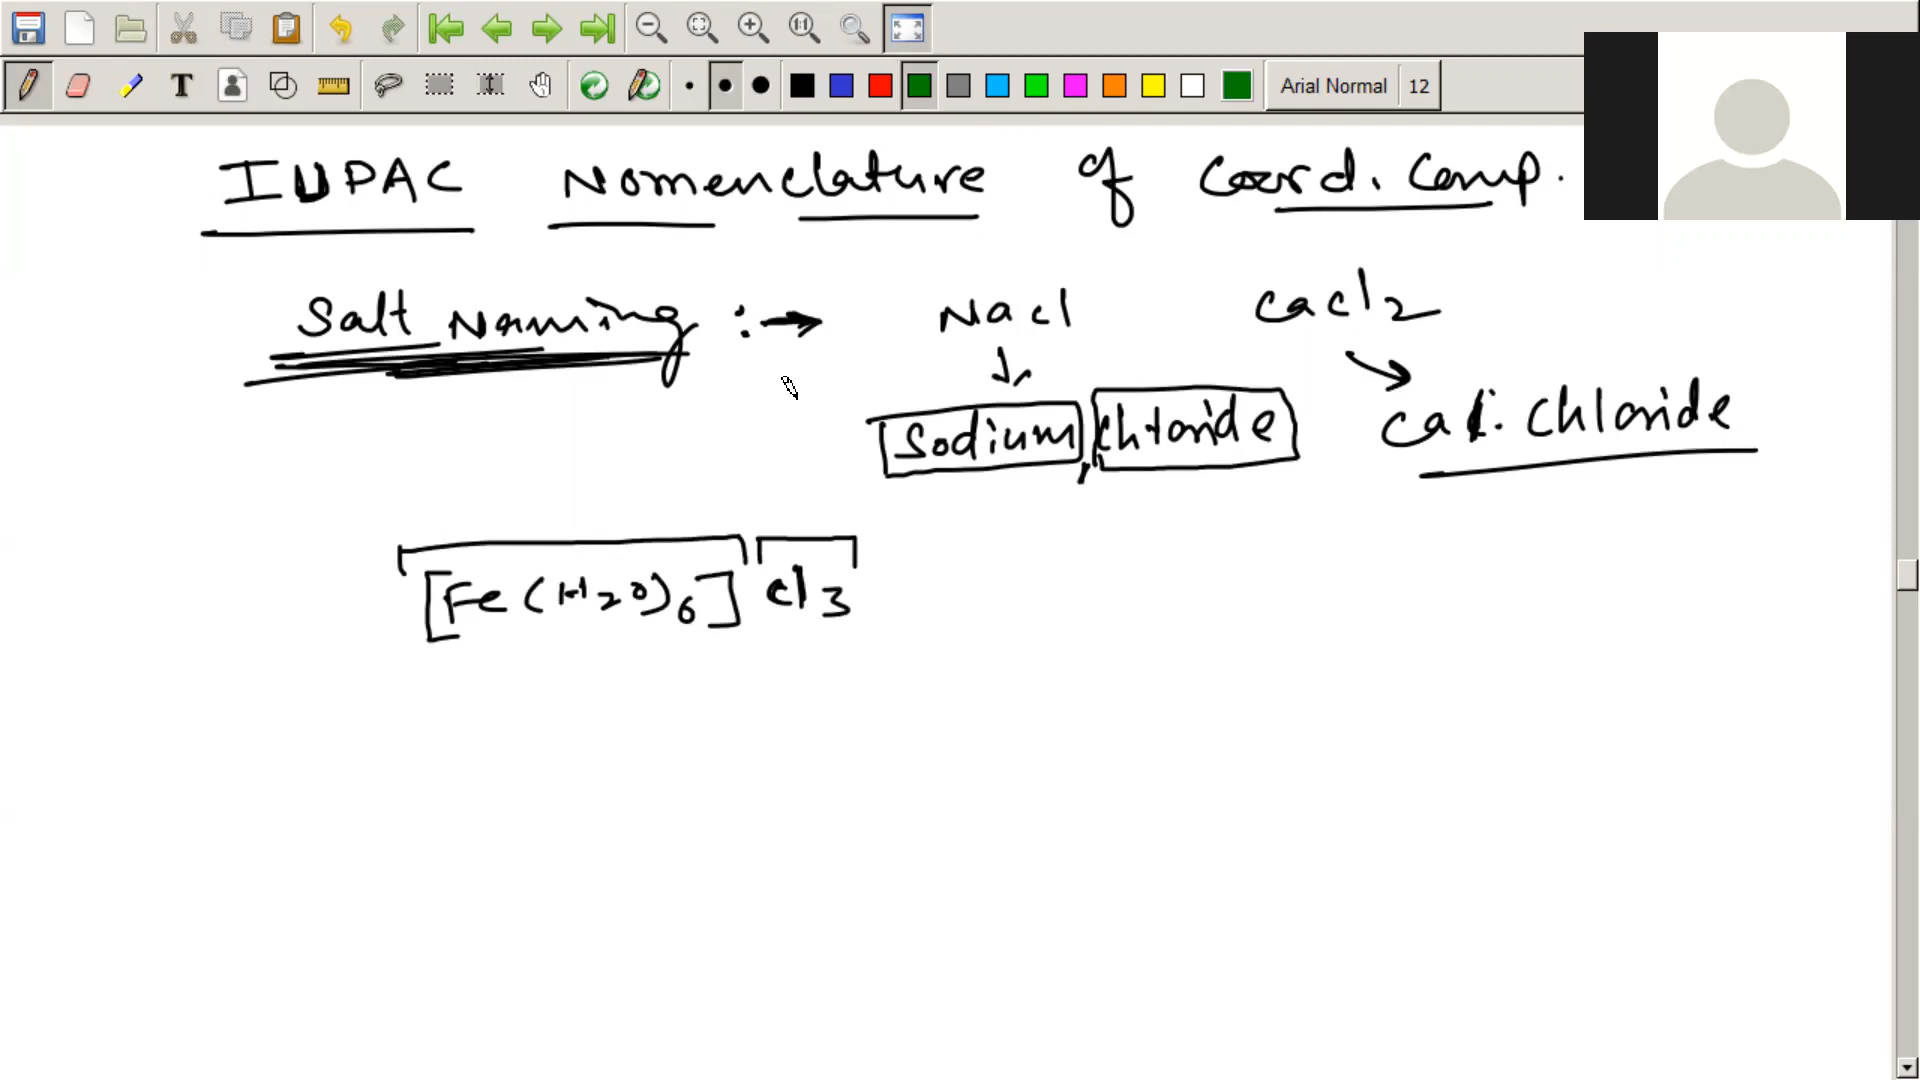 Arial Normal 12
IUPAC Nomenclature of Coord. Comp.
Salt Naming :→ NaCl CaCl2
Sodium, Chloride Cal. Chloride
[Fe(H2O)6] Cl3